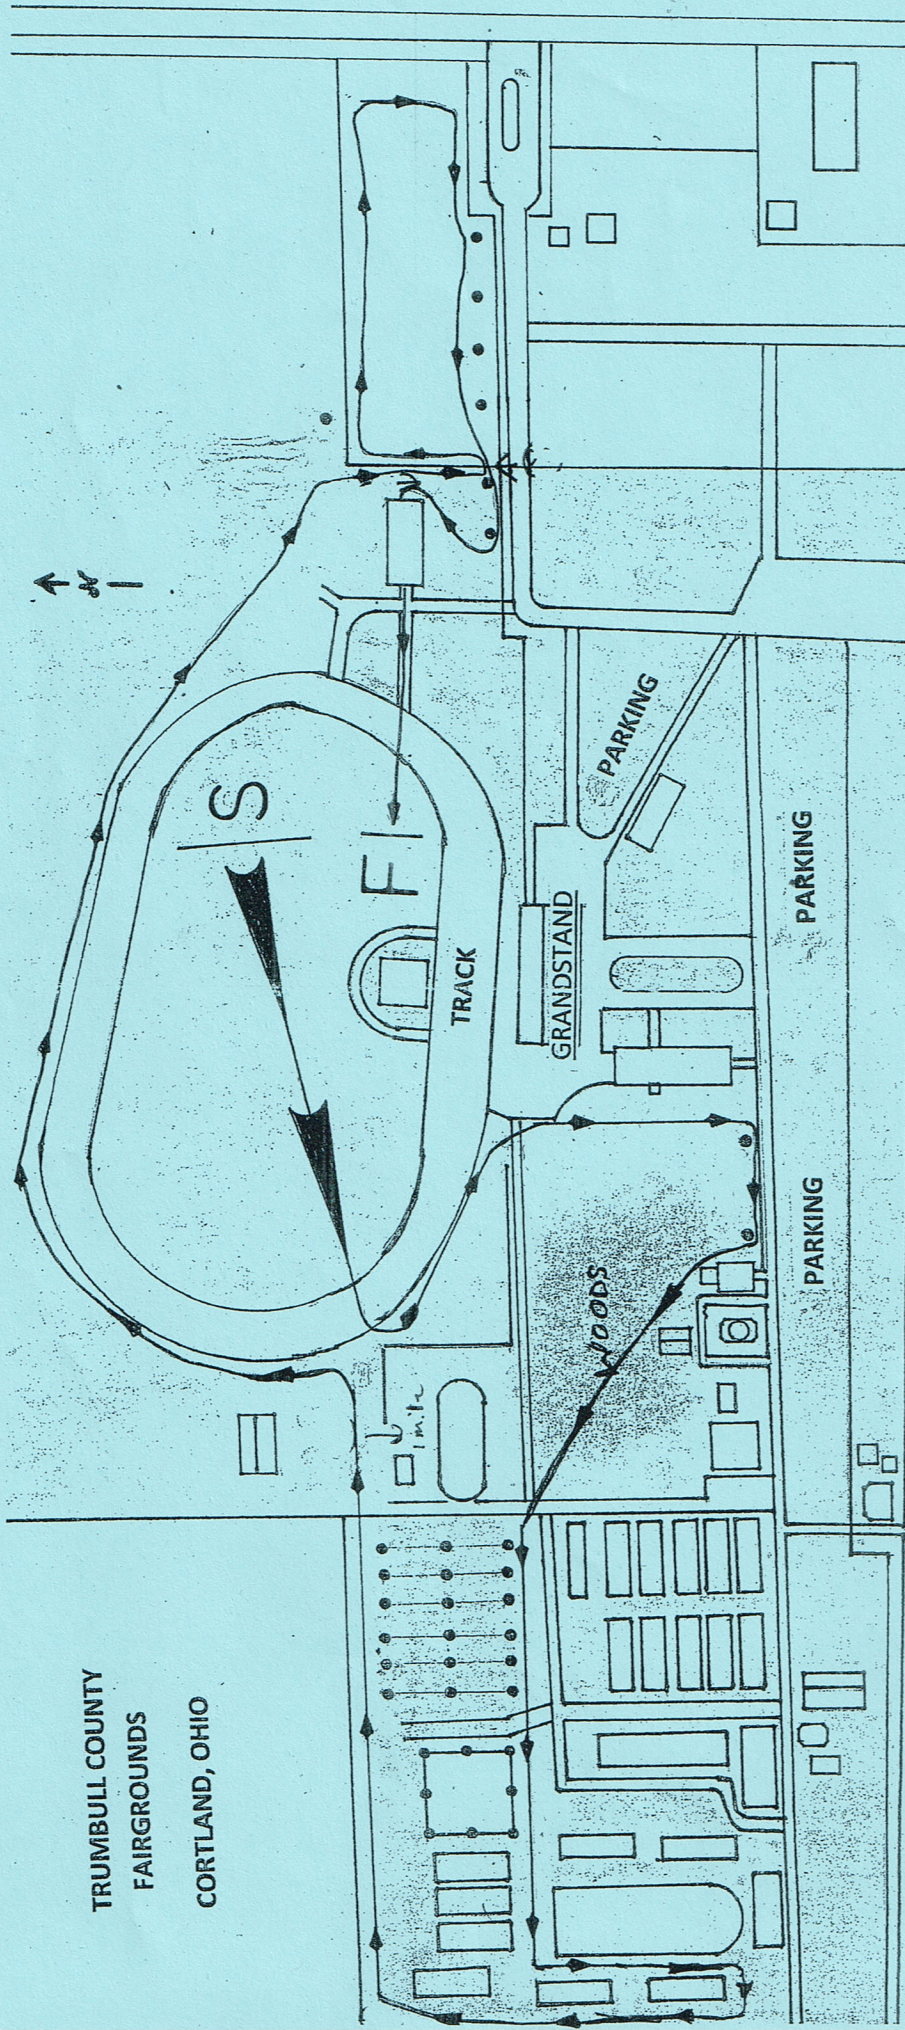 TRUMBULL COUNTY
FAIRGROUNDS
CORTLAND, OHIO
N
S
F
TRACK
GRANDSTAND
PARKING
PARKING
PARKING
WOODS
1 mile